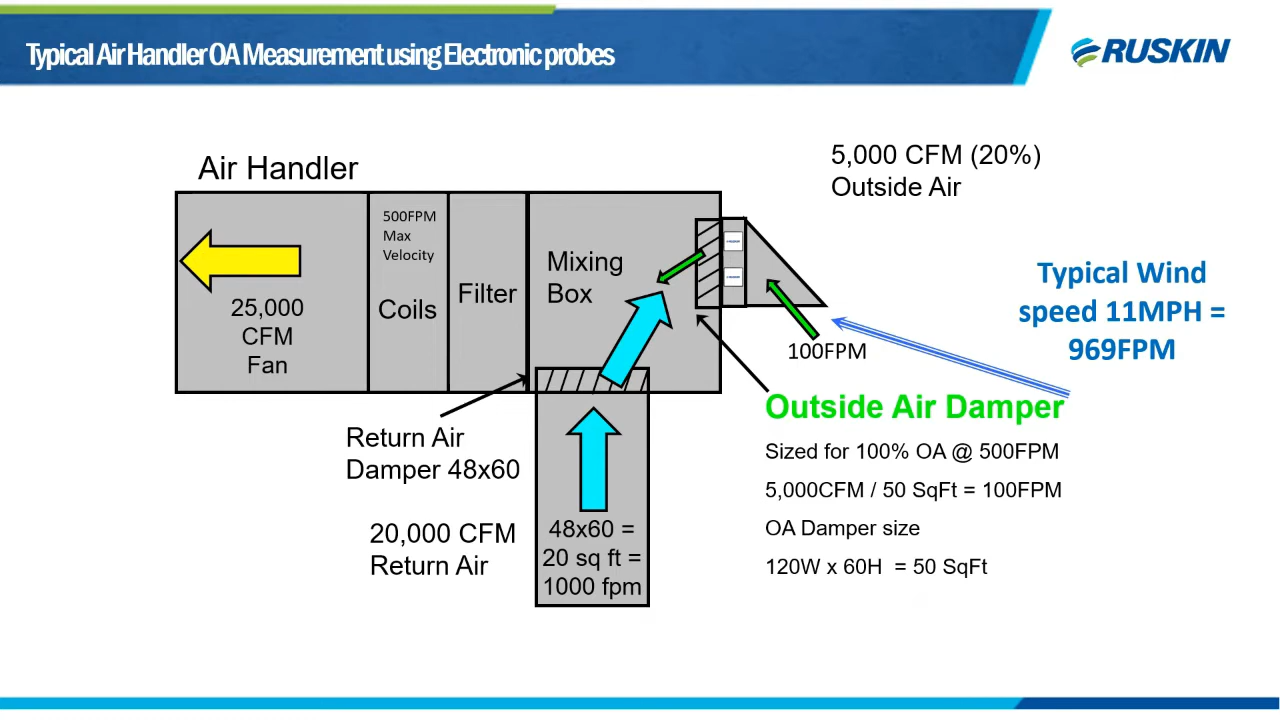 Typical Air Handler OA Measurement using Electronic probes
RUSKIN
Air Handler
5,000 CFM (20%)
Outside Air
500FPM
Max
Velocity
Coils
Filter
Mixing
Box
25,000
CFM
Fan
RUSKIN
RUSKIN
Typical Wind
speed 11MPH =
969FPM
100FPM
Outside Air Damper
Sized for 100% OA @ 500FPM
5,000CFM / 50 SqFt = 100FPM
OA Damper size
120W x 60H = 50 SqFt
Return Air
Damper 48x60
20,000 CFM
Return Air
48x60 =
20 sq ft =
1000 fpm